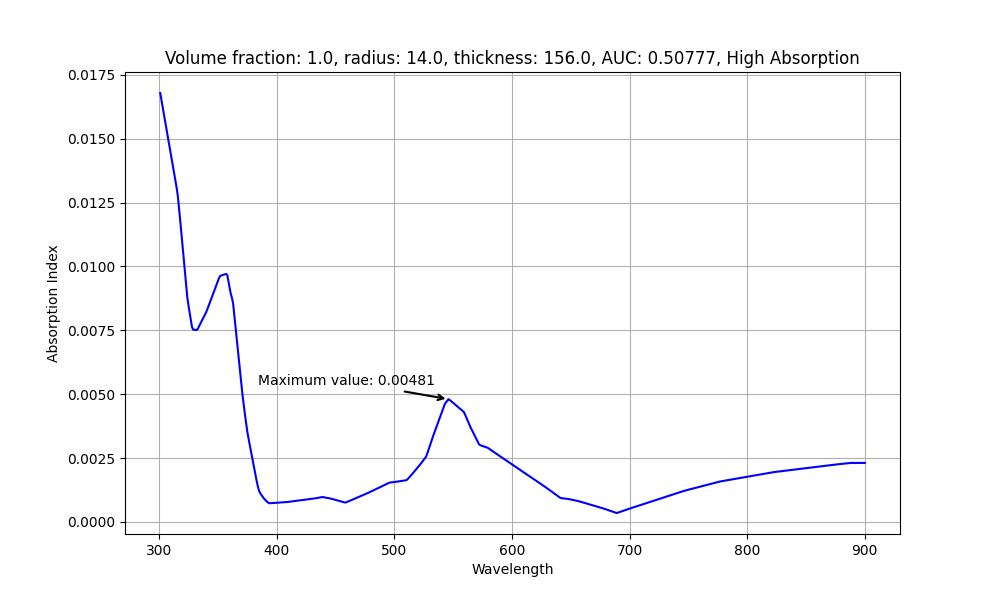 Volume fraction: 1.0, radius: 14.0, thickness: 156.0, AUC: 0.50777, High Absorption
0.0175
0.0150
0.0125
0.0100
0.0075
0.0050
0.0025
0.0000
Absorption Index
Maximum value: 0.00481
300 400 500 600 700 800 900
Wavelength